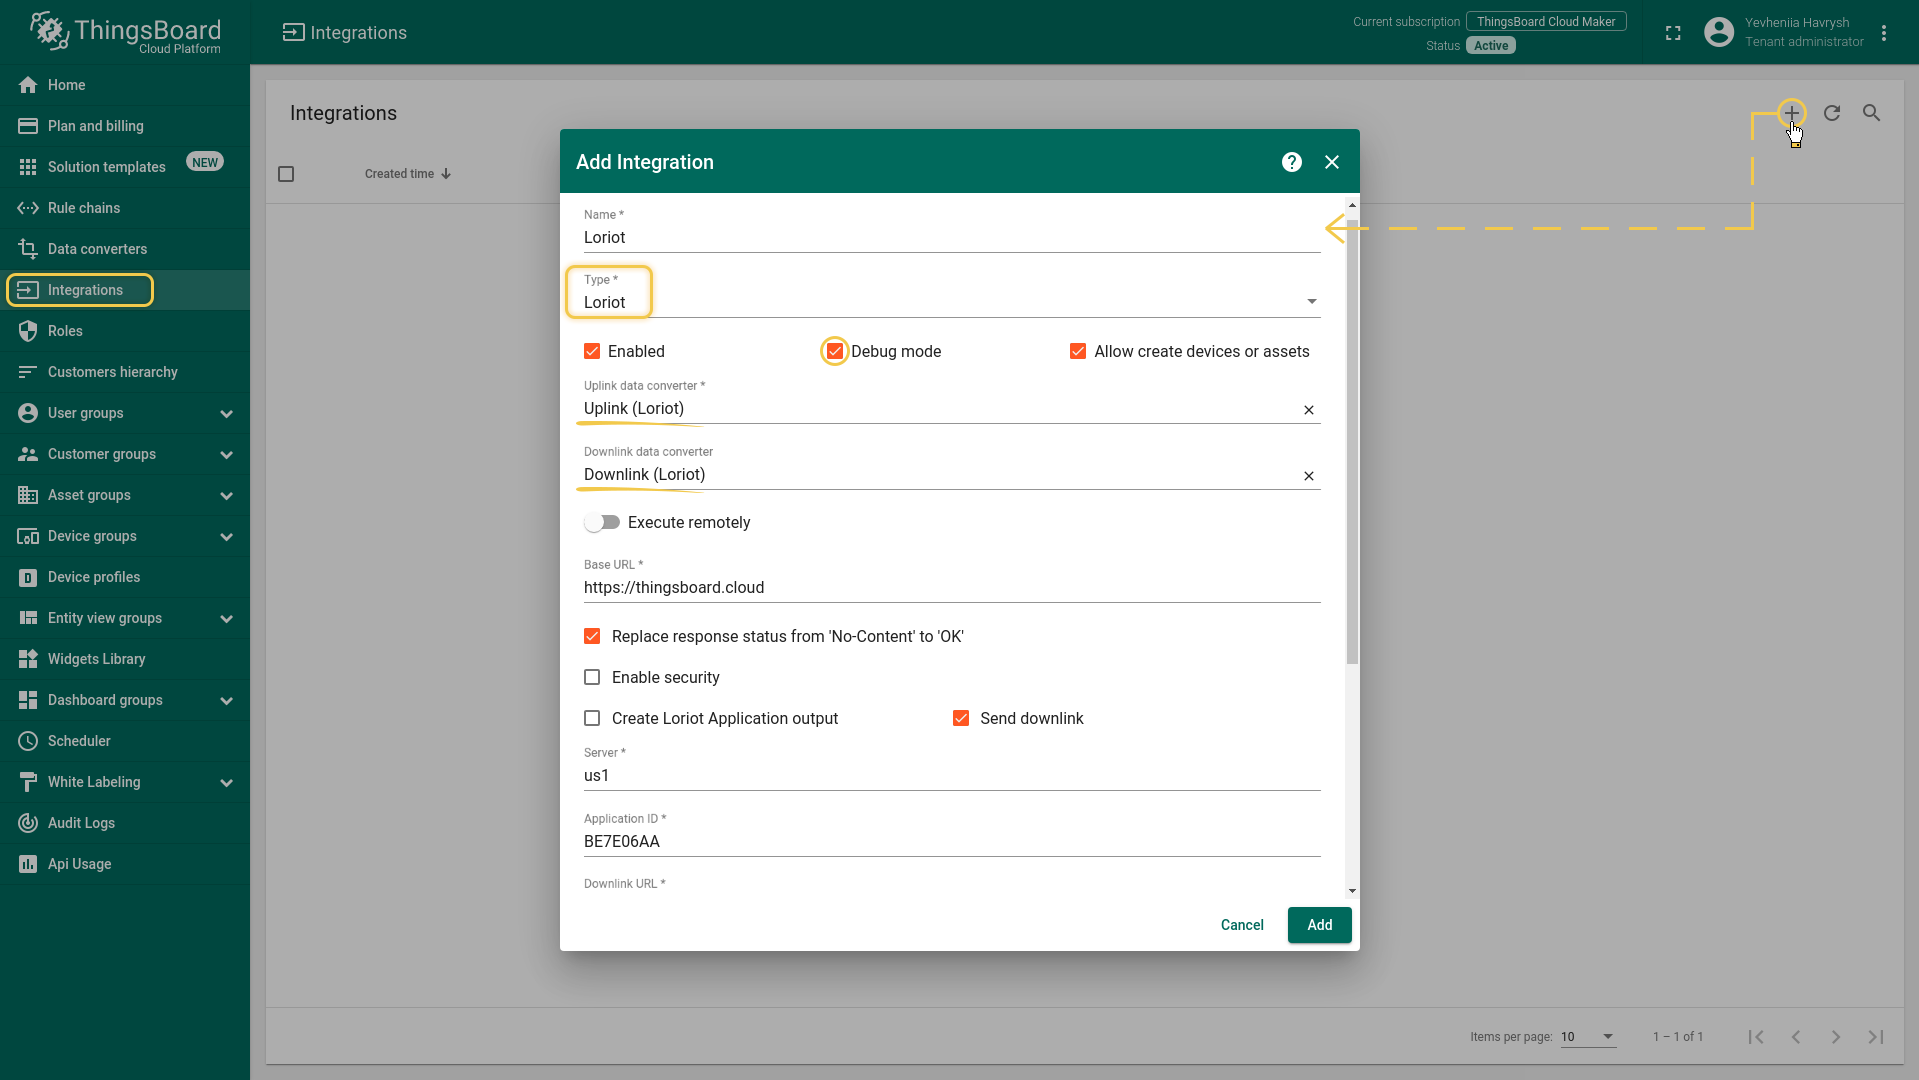 ThingsBoard
Cloud Platform
Integrations
Current subscription ThingsBoard Cloud Maker
Status Active
Yevheniia Havrysh
Tenant administrator
Home
Plan and billing
Solution templates NEW
Rule chains
Data converters
Integrations
Roles
Customers hierarchy
User groups
Customer groups
Asset groups
Device groups
Device profiles
Entity view groups
Widgets Library
Dashboard groups
Scheduler
White Labeling
Audit Logs
Api Usage
Integrations
Created time
Add Integration
Name *
Loriot
Type *
Loriot
Enabled Debug mode Allow create devices or assets
Uplink data converter *
Uplink (Loriot)
Downlink data converter
Downlink (Loriot)
Execute remotely
Base URL *
https://thingsboard.cloud
Replace response status from 'No-Content' to 'OK'
Enable security
Create Loriot Application output Send downlink
Server *
us1
Application ID *
BE7E06AA
Downlink URL *
Cancel Add
Items per page: 10 1 – 1 of 1